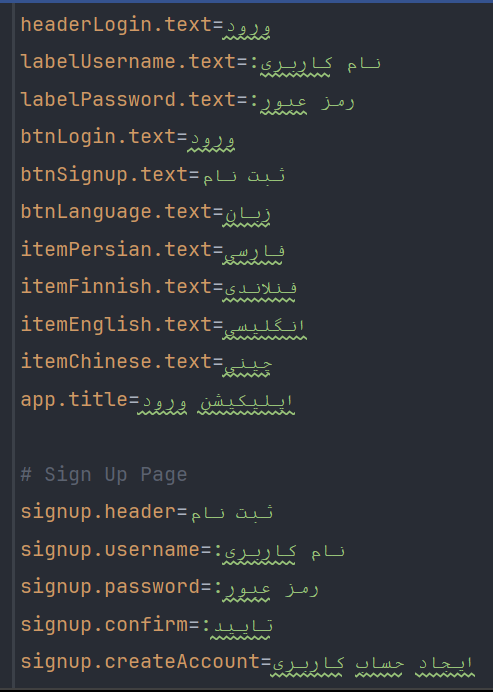 headerLogin.text=ورود
labelUsername.text=نام کاربری:
labelPassword.text=رمز عبور:
btnLogin.text=ورود
btnSignup.text=ثبت نام
btnLanguage.text=زبان
itemPersian.text=فارسی
itemFinnish.text=فنلاندی
itemEnglish.text=انگلیسی
itemChinese.text=چینی
app.title=اپلیکیشن ورود
# Sign Up Page
signup.header=ثبت نام
signup.username=نام کاربری:
signup.password=رمز عبور:
signup.confirm=تایید:
signup.createAccount=ایجاد حساب کاربری